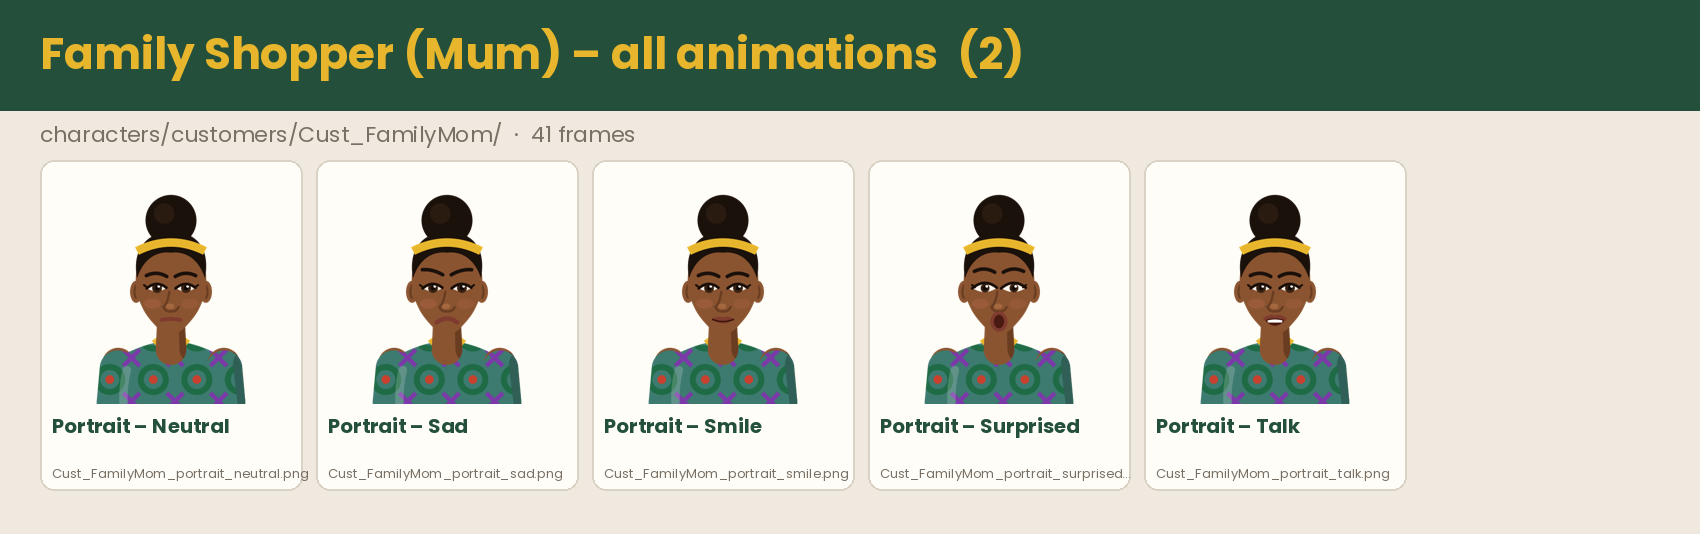 Family Shopper (Mum) – all animations (2)
characters/customers/Cust_FamilyMom/ · 41 frames
Portrait – Neutral
Cust_FamilyMom_portrait_neutral.png
Portrait – Sad
Cust_FamilyMom_portrait_sad.png
Portrait – Smile
Cust_FamilyMom_portrait_smile.png
Portrait – Surprised
Cust_FamilyMom_portrait_surprised...
Portrait – Talk
Cust_FamilyMom_portrait_talk.png